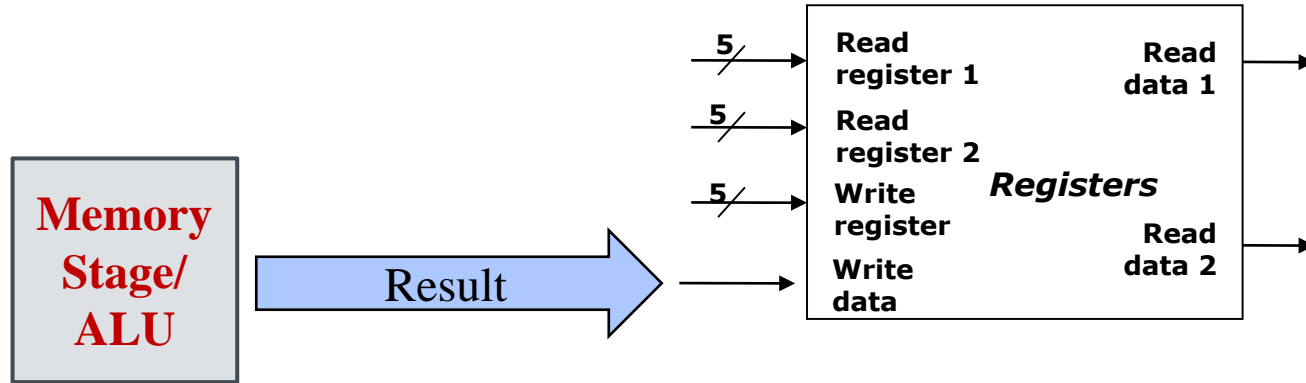 Memory
Stage/
ALU
Result
5
Read
register 1
5
Read
register 2
5
Write
register
Write
data
Registers
Read
data 1
Read
data 2